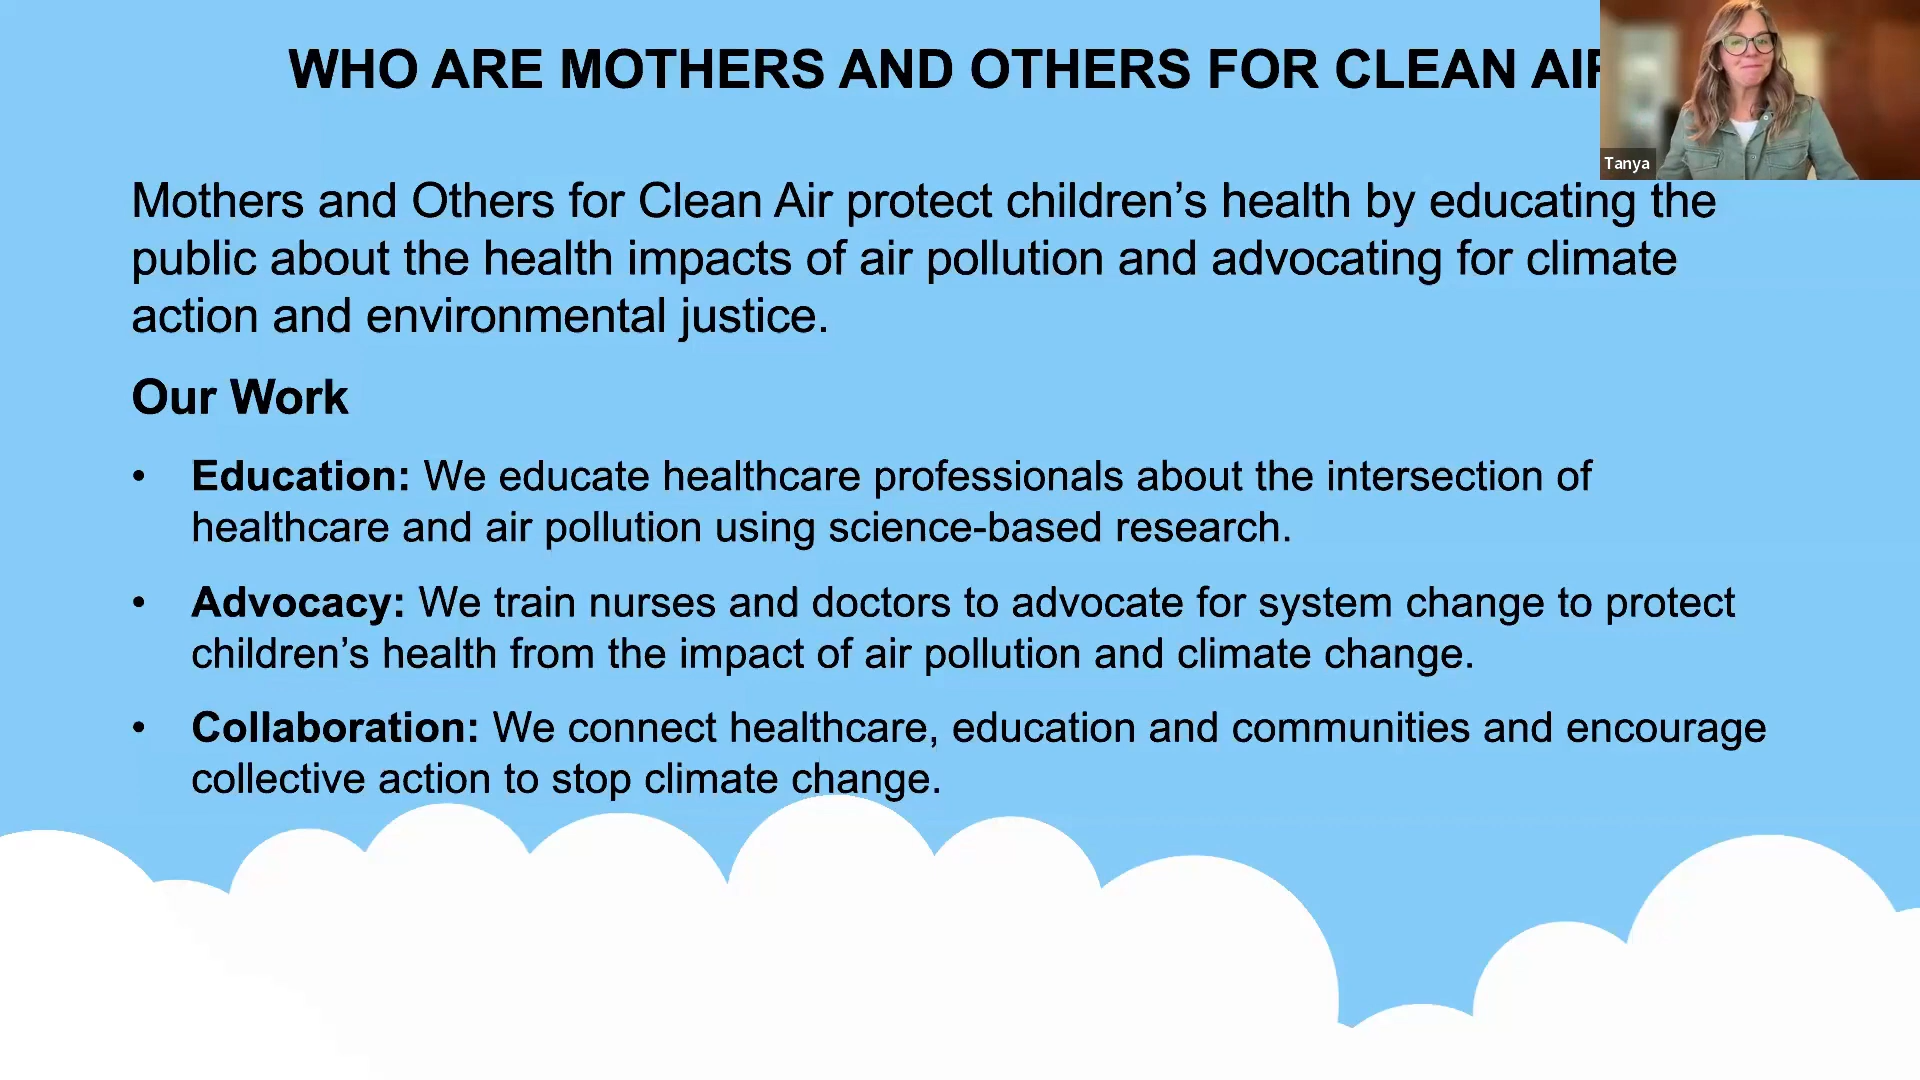 WHO ARE MOTHERS AND OTHERS FOR CLEAN AIR
Tanya
Mothers and Others for Clean Air protect children’s health by educating the
public about the health impacts of air pollution and advocating for climate
action and environmental justice.
Our Work
• Education: We educate healthcare professionals about the intersection of
healthcare and air pollution using science-based research.
• Advocacy: We train nurses and doctors to advocate for system change to protect
children’s health from the impact of air pollution and climate change.
• Collaboration: We connect healthcare, education and communities and encourage
collective action to stop climate change.